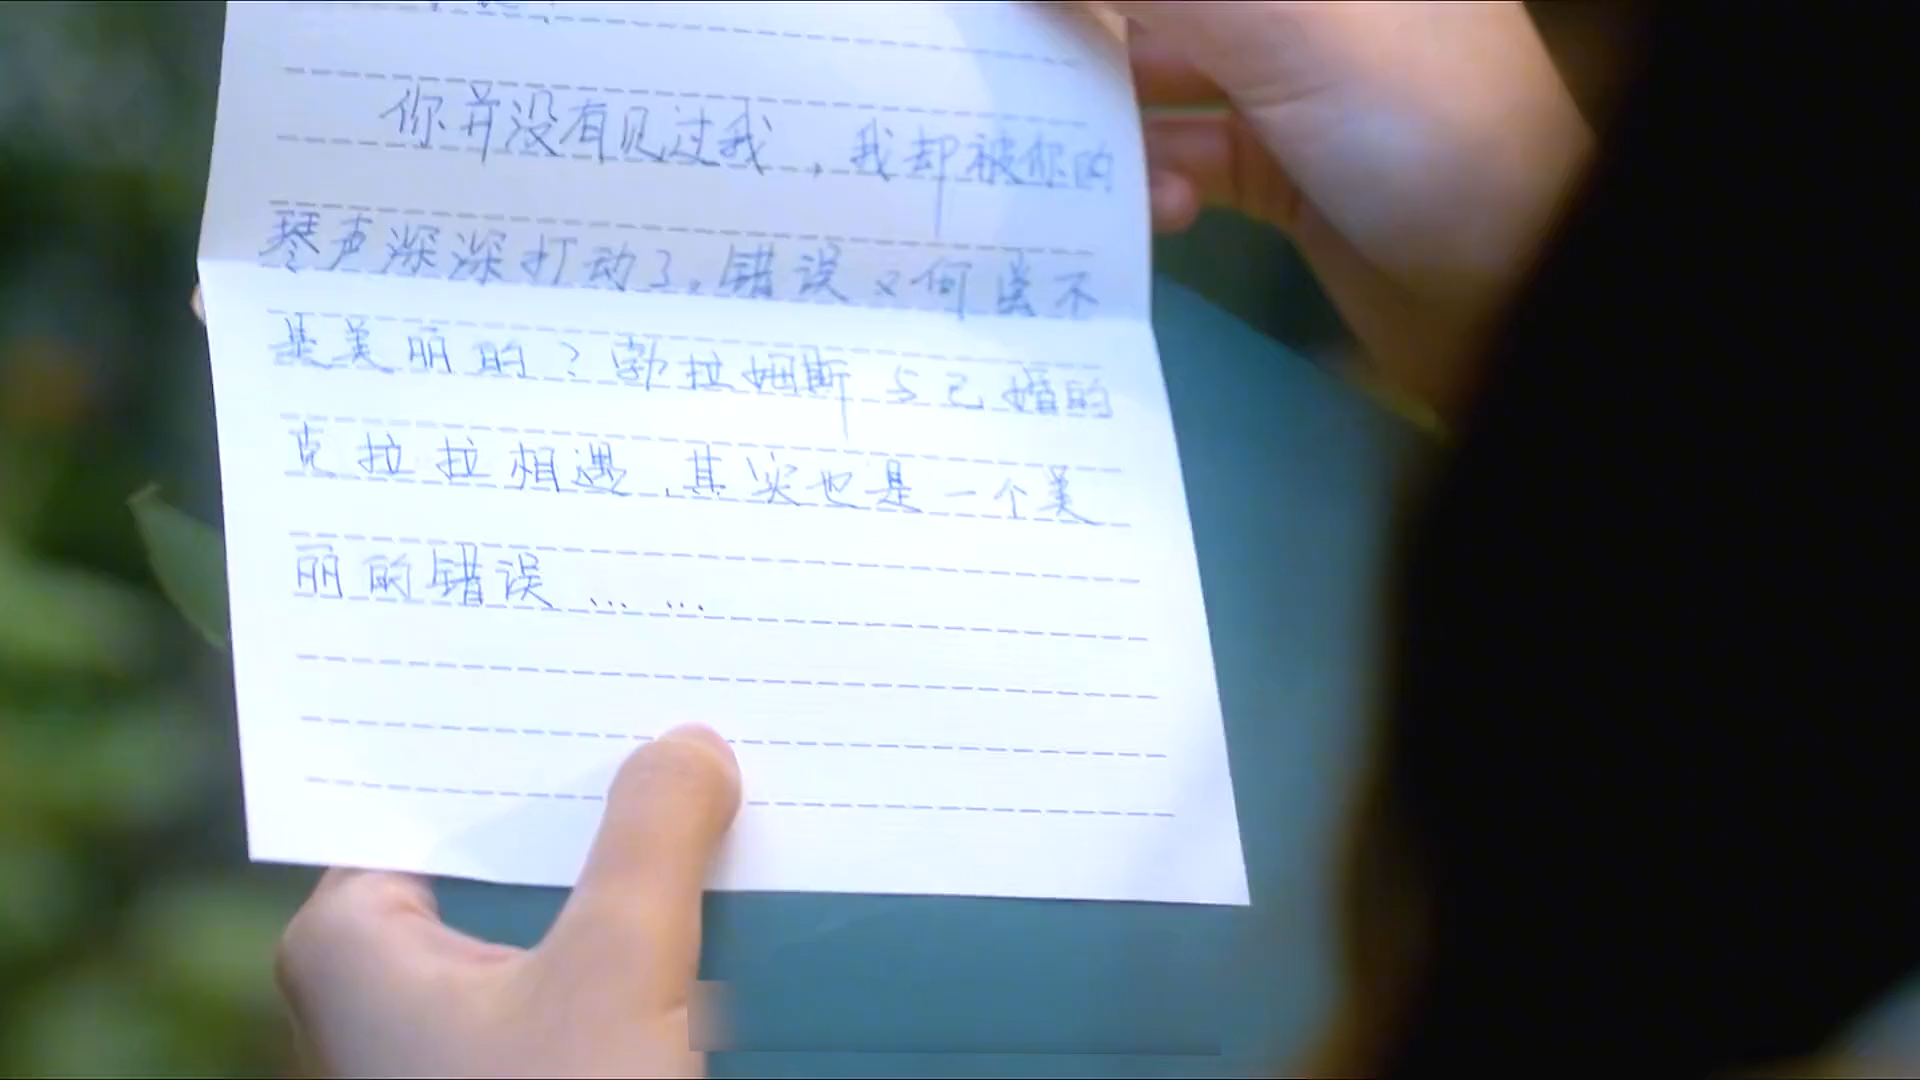 你并没有见过我，我却被你的
琴声深深打动了。错误又何尝不
是美丽的？勃拉姆斯与已婚的
克拉拉相遇，其实也是一个美
丽的错误……